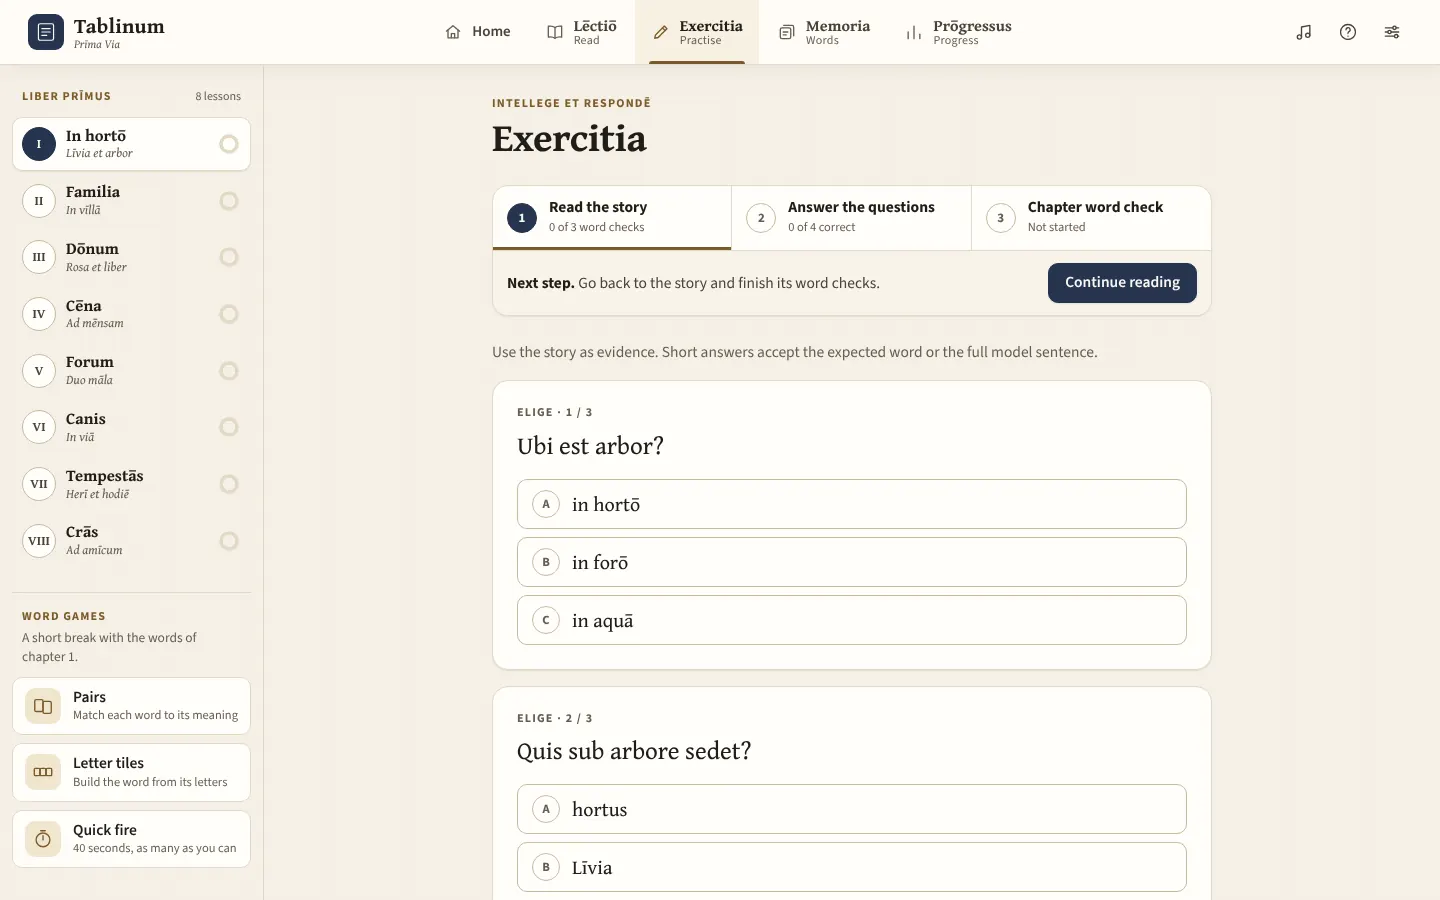 Tablinum
Prīma Via
Home
Lēctiō
Read
Exercitia
Practise
Memoria
Words
Prōgressus
Progress
LIBER PRĪMUS
8 lessons
I
In hortō
Līvia et arbor
II
Familia
In vīllā
III
Dōnum
Rosa et liber
IV
Cēna
Ad mēnsam
V
Forum
Duo māla
VI
Canis
In viā
VII
Tempestās
Herī et hodiē
VIII
Crās
Ad amīcum
WORD GAMES
A short break with the words of
chapter 1.
Pairs
Match each word to its meaning
Letter tiles
Build the word from its letters
Quick fire
40 seconds, as many as you can
INTELLEGE ET RESPONDĒ
Exercitia
1
Read the story
0 of 3 word checks
2
Answer the questions
0 of 4 correct
3
Chapter word check
Not started
Next step. Go back to the story and finish its word checks.
Continue reading
Use the story as evidence. Short answers accept the expected word or the full model sentence.
ELIGE · 1 / 3
Ubi est arbor?
A in hortō
B in forō
C in aquā
ELIGE · 2 / 3
Quis sub arbore sedet?
A hortus
B Līvia